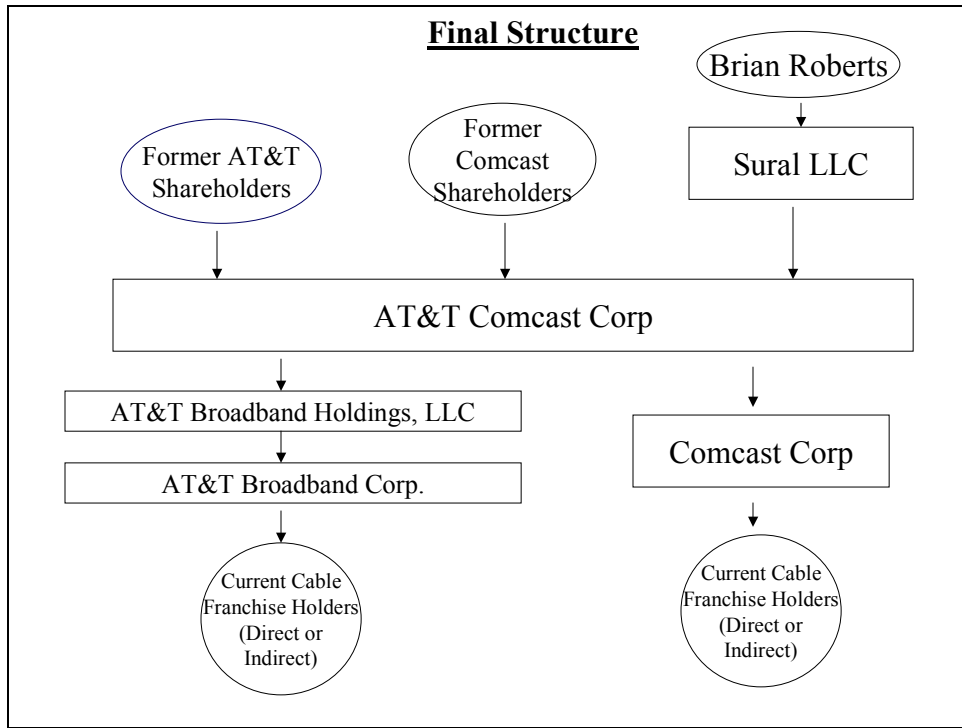 Final Structure
Brian Roberts
Former AT&T
Shareholders
Former
Comcast
Shareholders
Sural LLC
AT&T Comcast Corp
AT&T Broadband Holdings, LLC
AT&T Broadband Corp.
Comcast Corp
Current Cable
Franchise Holders
(Direct or
Indirect)
Current Cable
Franchise Holders
(Direct or
Indirect)